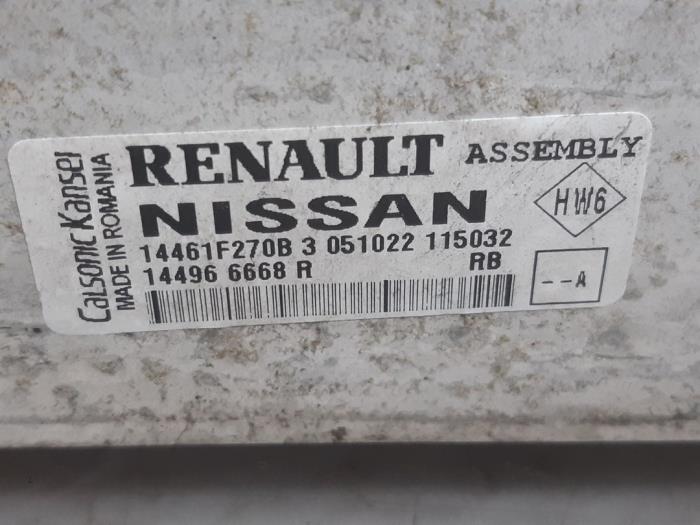 Calsonic Kansei
MADE IN ROMANIA
RENAULT ASSEMBLY
NISSAN
HW6
14461F270B 3 051022 115032
14496 6668 R RB
--A